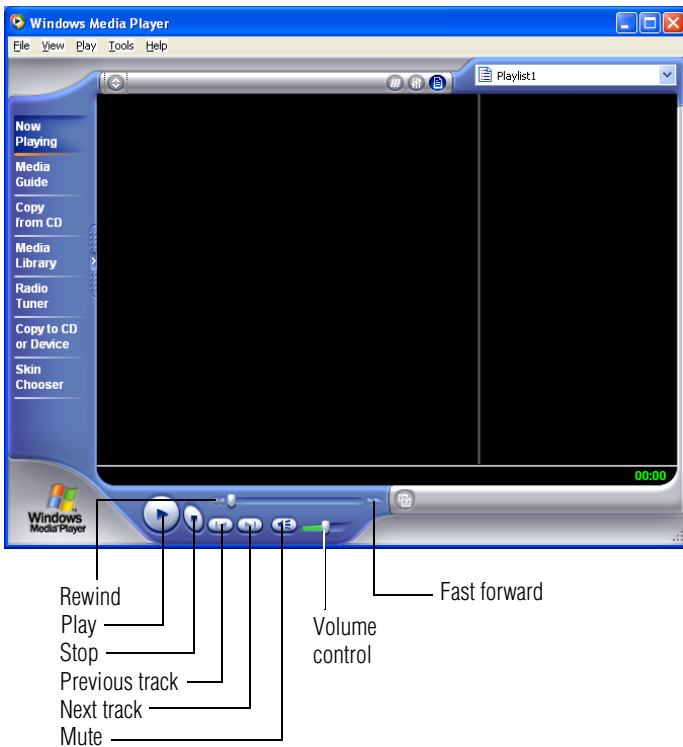 Windows Media Player
File View Play Tools Help
Playlist1
Now
Playing
Media
Guide
Copy
from CD
Media
Library
Radio
Tuner
Copy to CD
or Device
Skin
Chooser
00:00
Windows
Media Player
Rewind
Play
Stop
Previous track
Next track
Mute
Volume
control
Fast forward